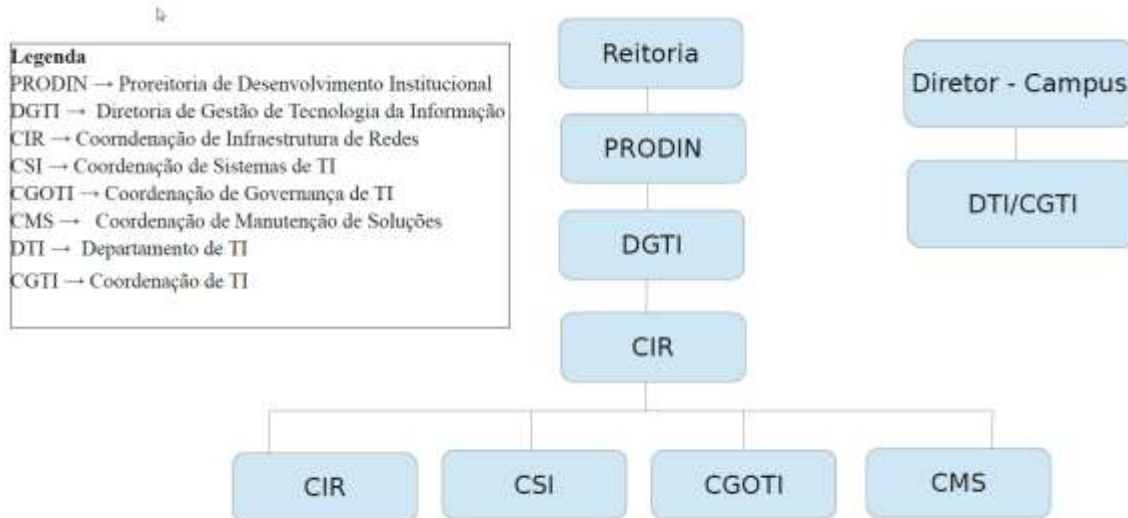 Legenda
PRODIN → Proreitoria de Desenvolvimento Institucional
DGTI → Diretoria de Gestão de Tecnologia da Informação
CIR → Coorndenação de Infraestrutura de Redes
CSI → Coordenação de Sistemas de TI
CGOTI → Coordenação de Governança de TI
CMS → Coordenação de Manutenção de Soluções
DTI → Departamento de TI
CGTI → Coordenação de TI
Reitoria
PRODIN
DGTI
CIR
CIR
CSI
CGOTI
CMS
Diretor - Campus
DTI/CGTI